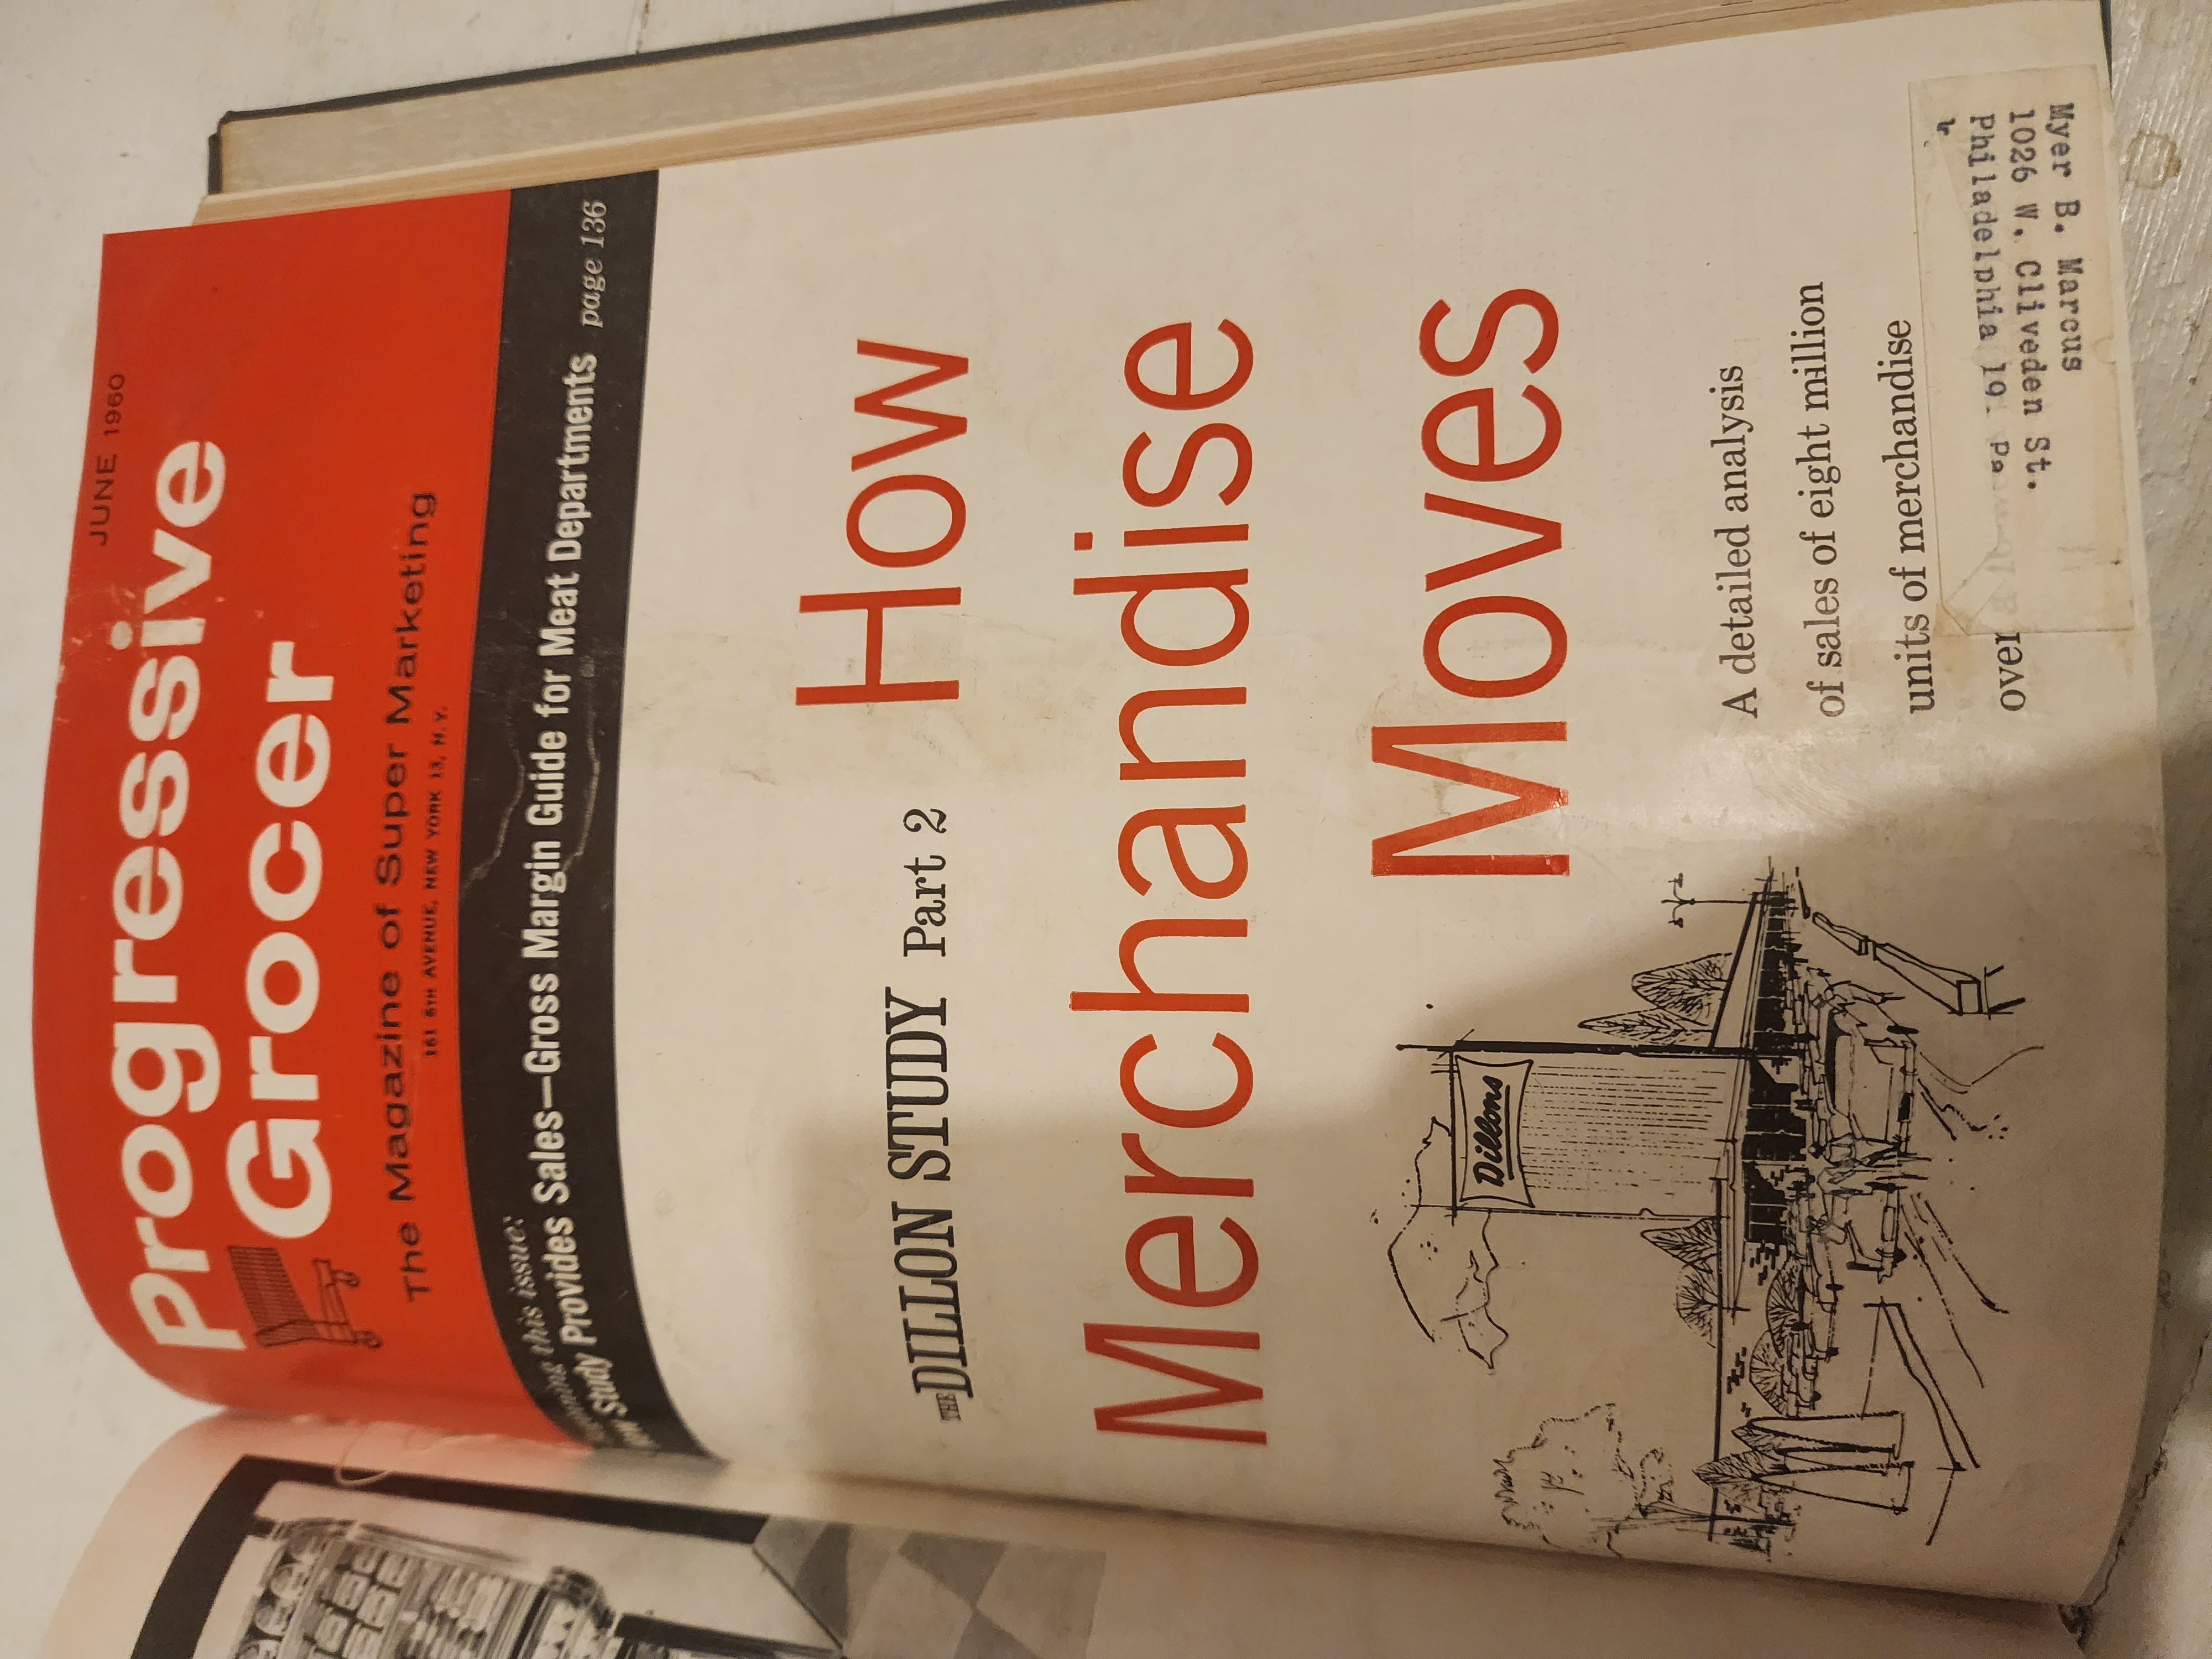 JUNE 1960
Progressive
Grocer
The Magazine of Super Marketing
161 6TH AVENUE, NEW YORK 13, N.Y.
this issue:
Study Provides Sales—Gross Margin Guide for Meat Departments page 136
THE DILLON STUDY Part 2
How
Merchandise
Moves
Dillons
A detailed analysis
of sales of eight million
units of merchandise
over
Myer B. Marcus
1026 W. Cliveden St.
Philadelphia 19